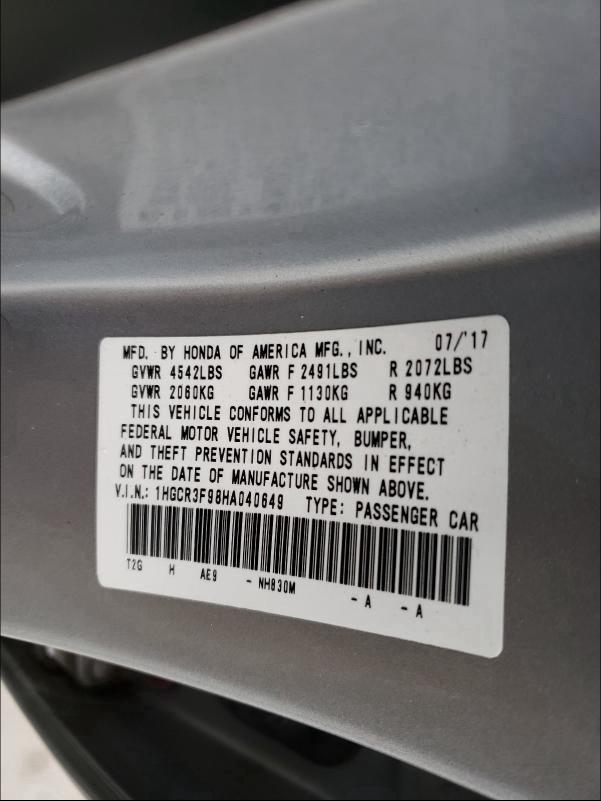 MFD. BY HONDA OF AMERICA MFG., INC. 07/'17
GVWR 4542LBS GAWR F 2491LBS R 2072LBS
GVWR 2060KG GAWR F 1130KG R 940KG
THIS VEHICLE CONFORMS TO ALL APPLICABLE
FEDERAL MOTOR VEHICLE SAFETY, BUMPER,
AND THEFT PREVENTION STANDARDS IN EFFECT
ON THE DATE OF MANUFACTURE SHOWN ABOVE.
V.I.N.: 1HGCR3F98HA040649 TYPE: PASSENGER CAR
T2G H AE9 - NH830M - A - A